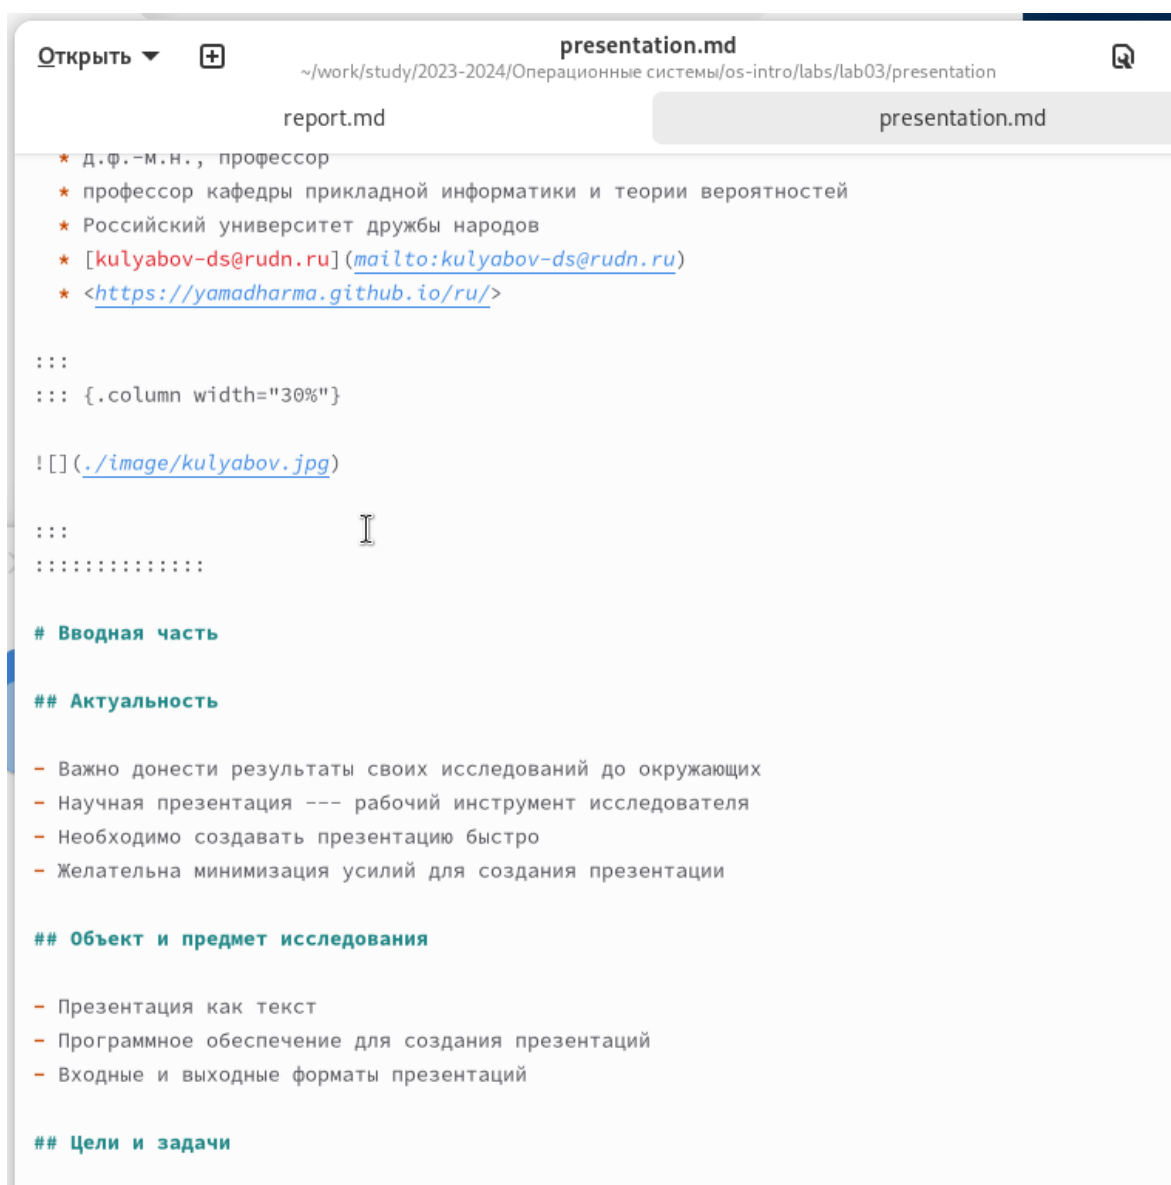 Открыть
presentation.md
~/work/study/2023-2024/Операционные системы/os-intro/labs/lab03/presentation
report.md
presentation.md
* д.ф.-м.н., профессор
* профессор кафедры прикладной информатики и теории вероятностей
* Российский университет дружбы народов
* [kulyabov-ds@rudn.ru](mailto:kulyabov-ds@rudn.ru)
* <https://yamadharma.github.io/ru/>
:::
::: {.column width="30%"}
![](./image/kulyabov.jpg)
:::
::::::::::::::
# Вводная часть
## Актуальность
- Важно донести результаты своих исследований до окружающих
- Научная презентация --- рабочий инструмент исследователя
- Необходимо создавать презентацию быстро
- Желательна минимизация усилий для создания презентации
## Объект и предмет исследования
- Презентация как текст
- Программное обеспечение для создания презентаций
- Входные и выходные форматы презентаций
## Цели и задачи